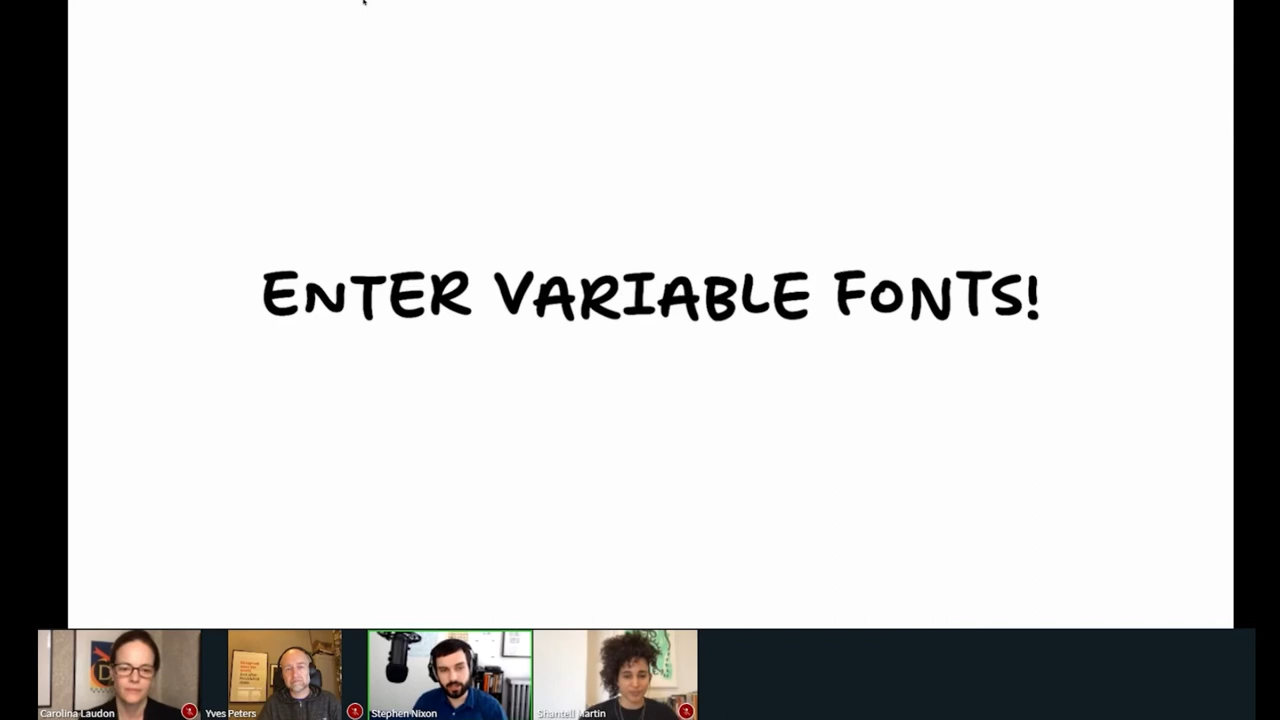 ENTER VARIABLE FONTS!
Carolina Laudon
Yves Peters
Stephen Nixon
Shantell Martin